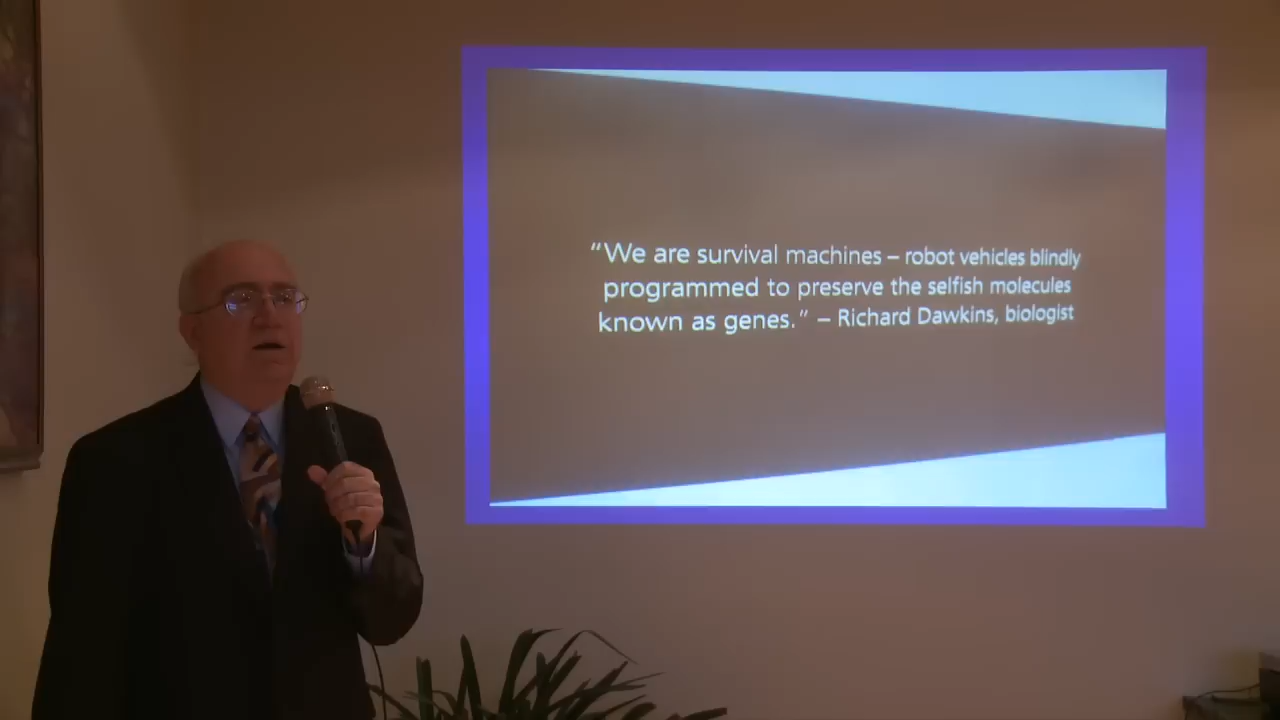 “We are survival machines – robot vehicles blindly
programmed to preserve the selfish molecules
known as genes.” – Richard Dawkins, biologist